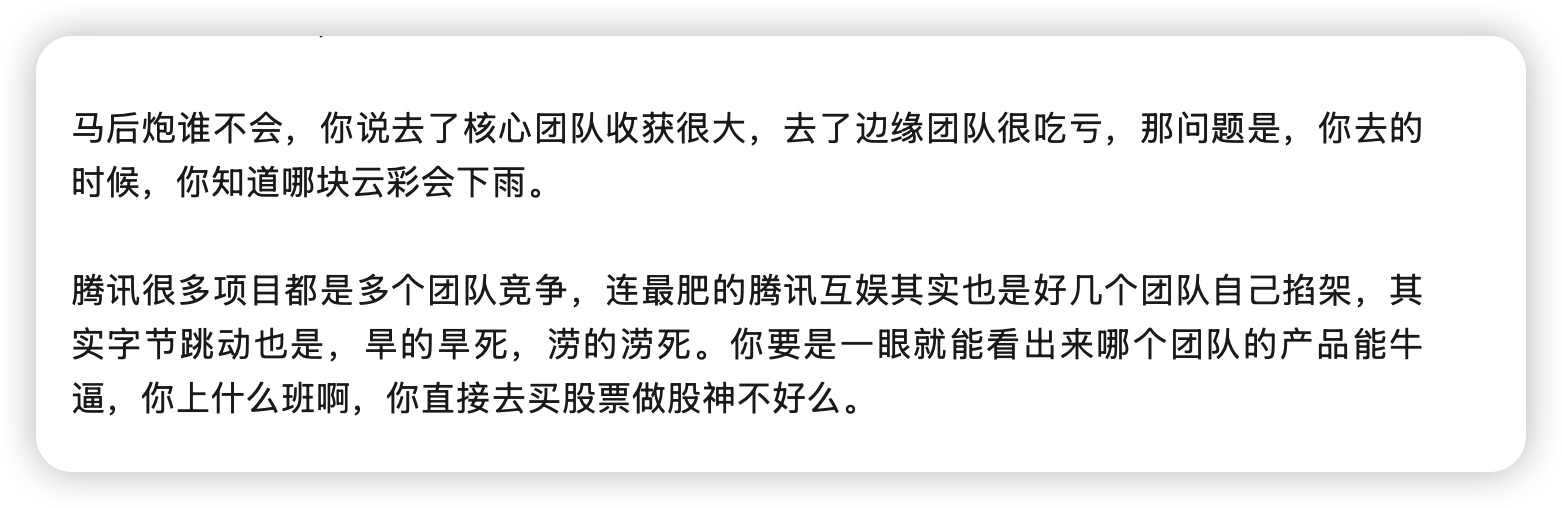 马后炮谁不会，你说去了核心团队收获很大，去了边缘团队很吃亏，那问题是，你去的
时候，你知道哪块云彩会下雨。
腾讯很多项目都是多个团队竞争，连最肥的腾讯互娱其实也是好几个团队自己掐架，其
实字节跳动也是，旱的旱死，涝的涝死。你要是一眼就能看出来哪个团队的产品能牛
逼，你上什么班啊，你直接去买股票做股神不好么。